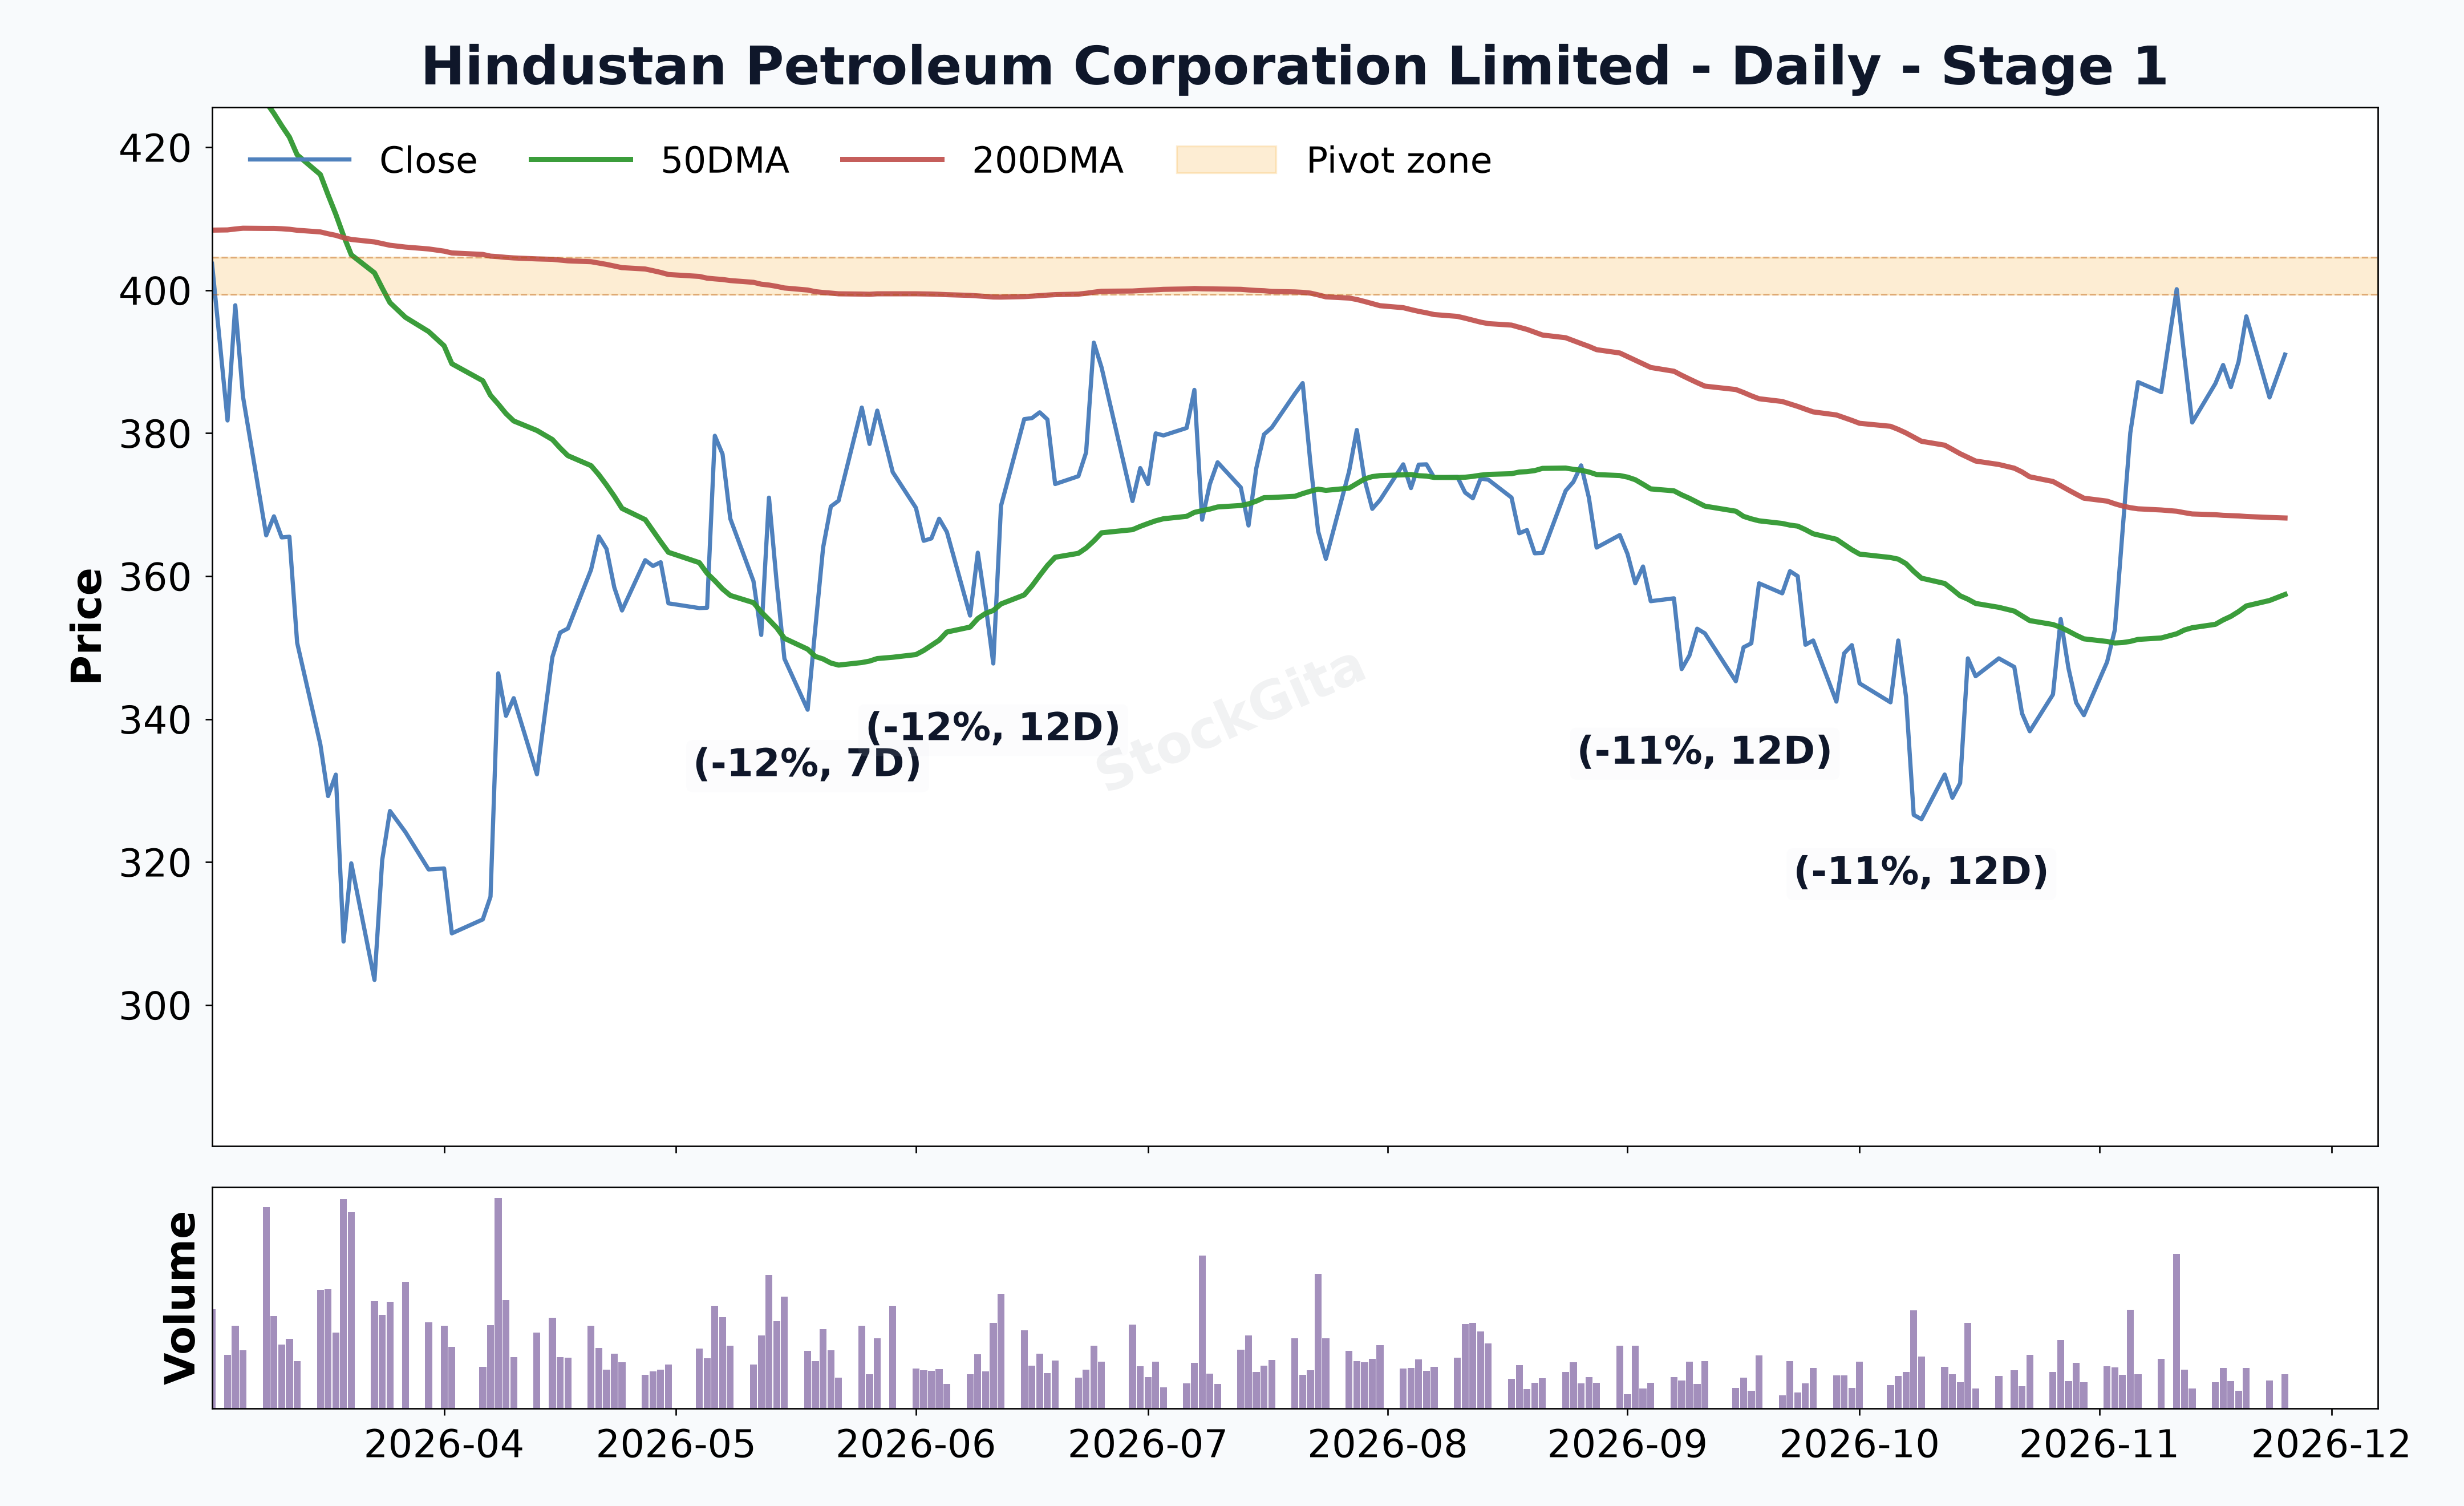 Hindustan Petroleum Corporation Limited - Daily - Stage 1
Close 50DMA 200DMA Pivot zone
Price
420
400
380
360
340
320
300
(-12%, 7D)
(-12%, 12D)
(-11%, 12D)
(-11%, 12D)
StockGita
Volume
2026-04 2026-05 2026-06 2026-07 2026-08 2026-09 2026-10 2026-11 2026-12